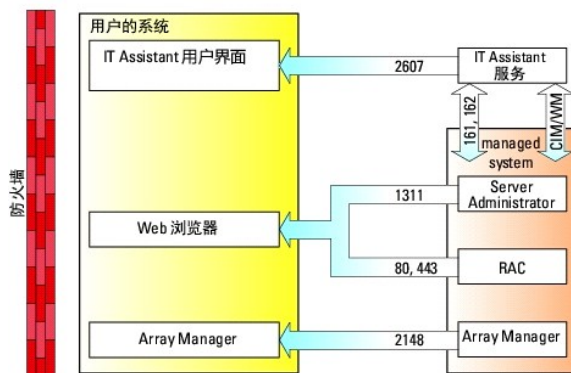 防火墙
用户的系统
IT Assistant 用户界面
2607
IT Assistant
服务
161, 162
CIM/WM
managed
system
1311
Server
Administrator
Web 浏览器
80, 443
RAC
Array Manager
2148
Array Manager